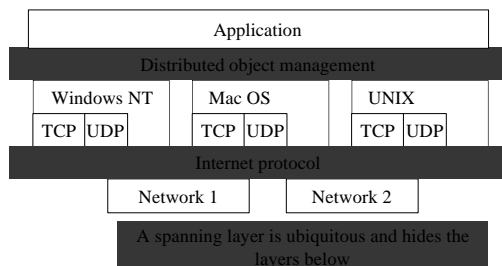 Application
Distributed object management
Windows NT Mac OS UNIX
TCP UDP TCP UDP TCP UDP
Internet protocol
Network 1 Network 2
A spanning layer is ubiquitous and hides the
layers below